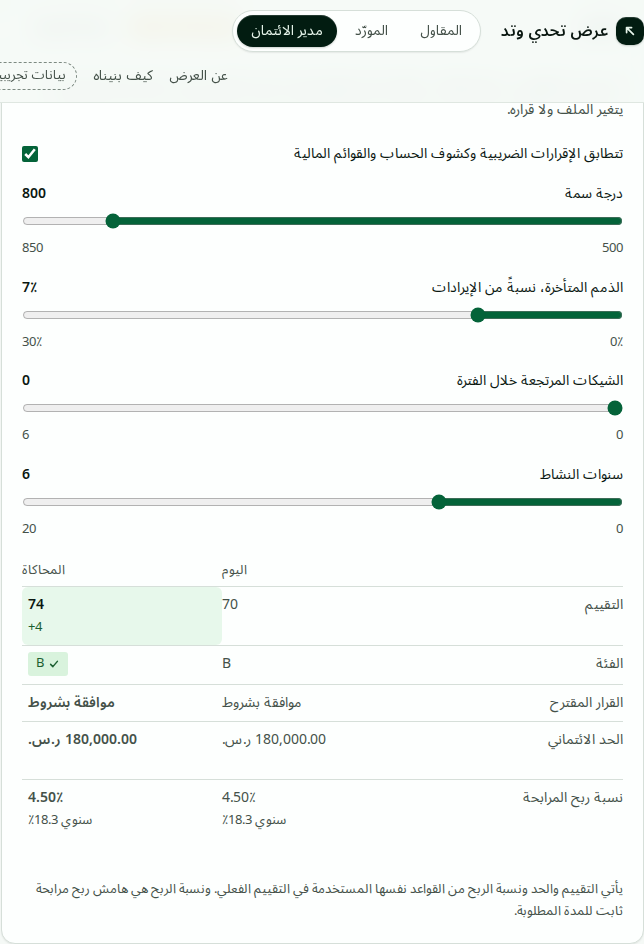 عرض تحدي وتد
المقاول
المورّد
مدير الائتمان
عن العرض
كيف بنيناه
بيانات
يتغير الملف ولا قراره.
تتطابق الإقرارات الضريبية وكشوف الحساب والقوائم المالية
درجة سمة 800
500 850
الذمم المتأخرة، نسبةً من الإيرادات 7٪
0٪ 30٪
الشيكات المرتجعة خلال الفترة 0
0 6
سنوات النشاط 6
0 20
اليوم المحاكاة
التقييم 70 74
+4
الفئة B B
القرار المقترح موافقة بشروط موافقة بشروط
الحد الائتماني 180,000.00 ر.س. 180,000.00 ر.س.
نسبة ربح المرابحة 4.50٪ 4.50٪
سنوي 18.3٪ سنوي 18.3٪
يأتي التقييم والحد ونسبة الربح من القواعد نفسها المستخدمة في التقييم الفعلي. ونسبة الربح هي هامش ربح مرابحة
ثابت للمدة المطلوبة.